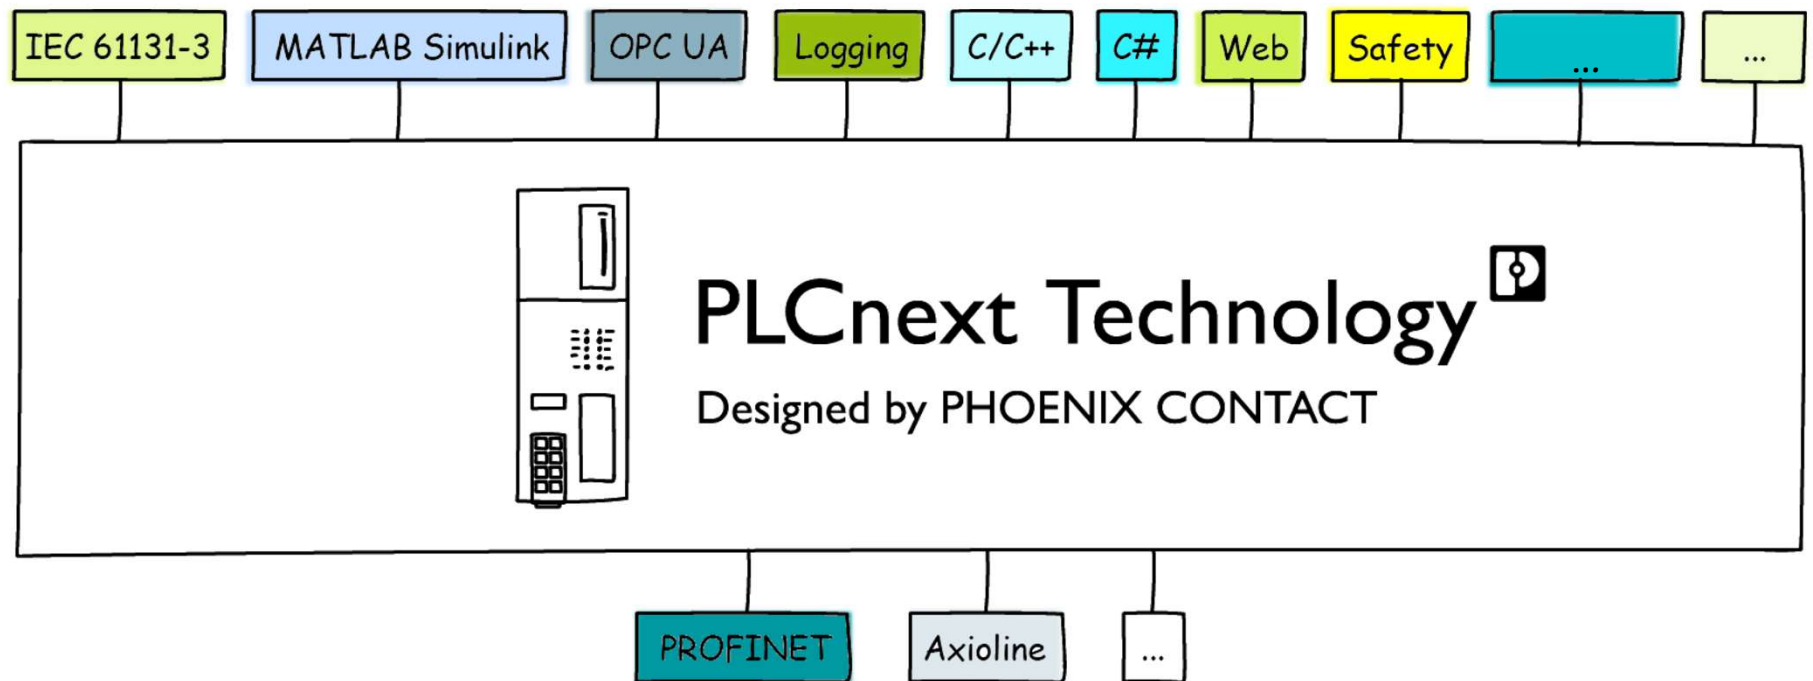 IEC 61131-3
MATLAB Simulink
OPC UA
Logging
C/C++
C#
Web
Safety
...
...
PLCnext Technology
Designed by PHOENIX CONTACT
PROFINET
Axioline
...